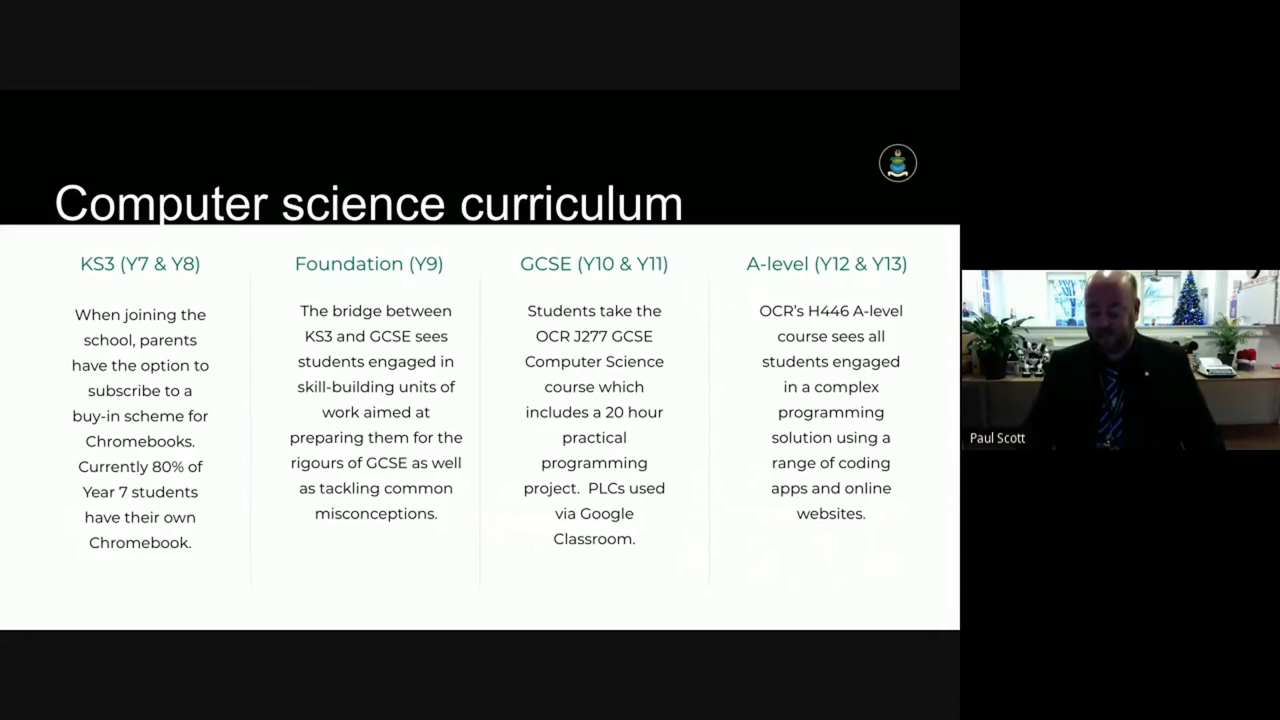 Computer science curriculum
KS3 (Y7 & Y8)
When joining the
school, parents
have the option to
subscribe to a
buy-in scheme for
Chromebooks.
Currently 80% of
Year 7 students
have their own
Chromebook.
Foundation (Y9)
The bridge between
KS3 and GCSE sees
students engaged in
skill-building units of
work aimed at
preparing them for the
rigours of GCSE as well
as tackling common
misconceptions.
GCSE (Y10 & Y11)
Students take the
OCR J277 GCSE
Computer Science
course which
includes a 20 hour
practical
programming
project. PLCs used
via Google
Classroom.
A-level (Y12 & Y13)
OCR's H446 A-level
course sees all
students engaged
in a complex
programming
solution using a
range of coding
apps and online
websites.
Paul Scott